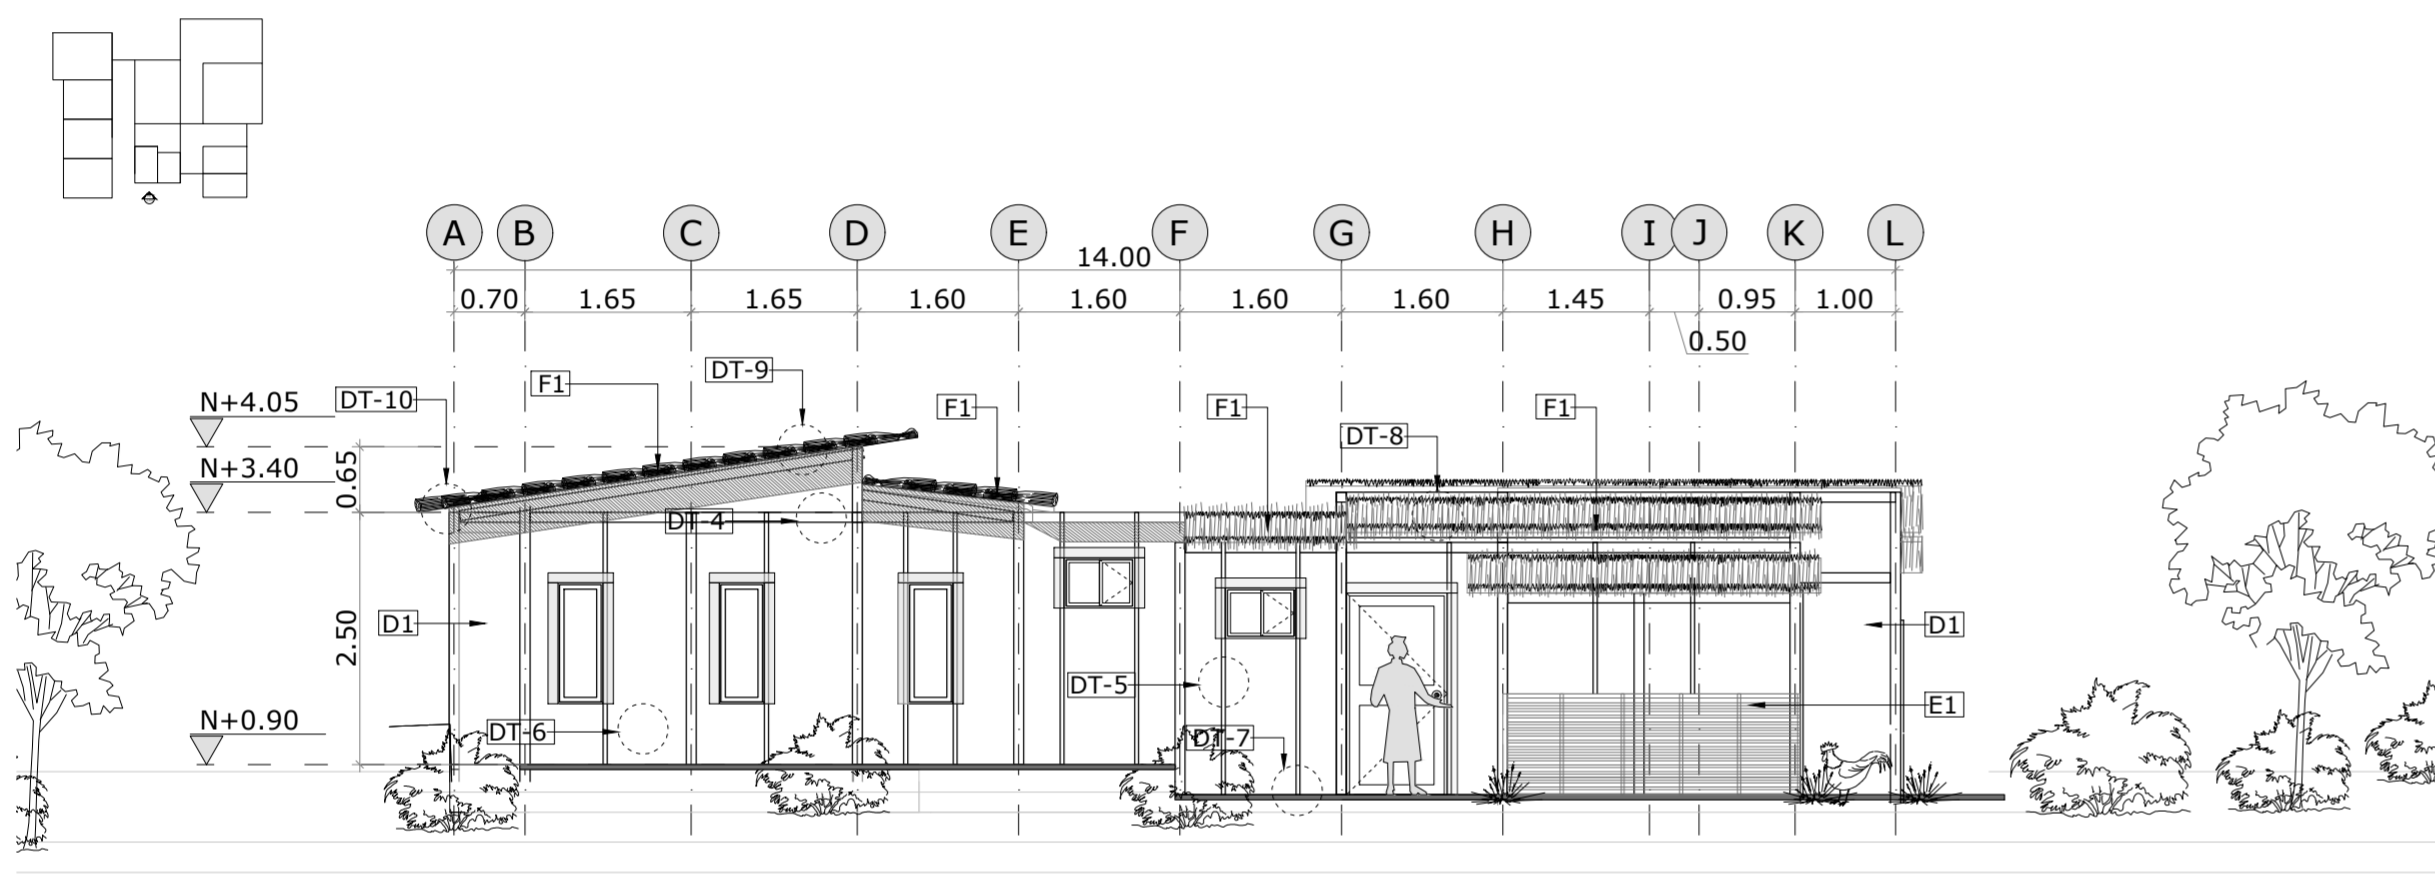 A B C D E F G H I J K L
14.00
0.70 1.65 1.65 1.60 1.60 1.60 1.60 1.45 0.95 1.00
0.50
DT-9
F1
N+4.05
DT-10
F1
F1
F1
DT-8
N+3.40
0.65
DT-4
2.50
D1
D1
DT-5
E1
N+0.90
DT-6
DT-7